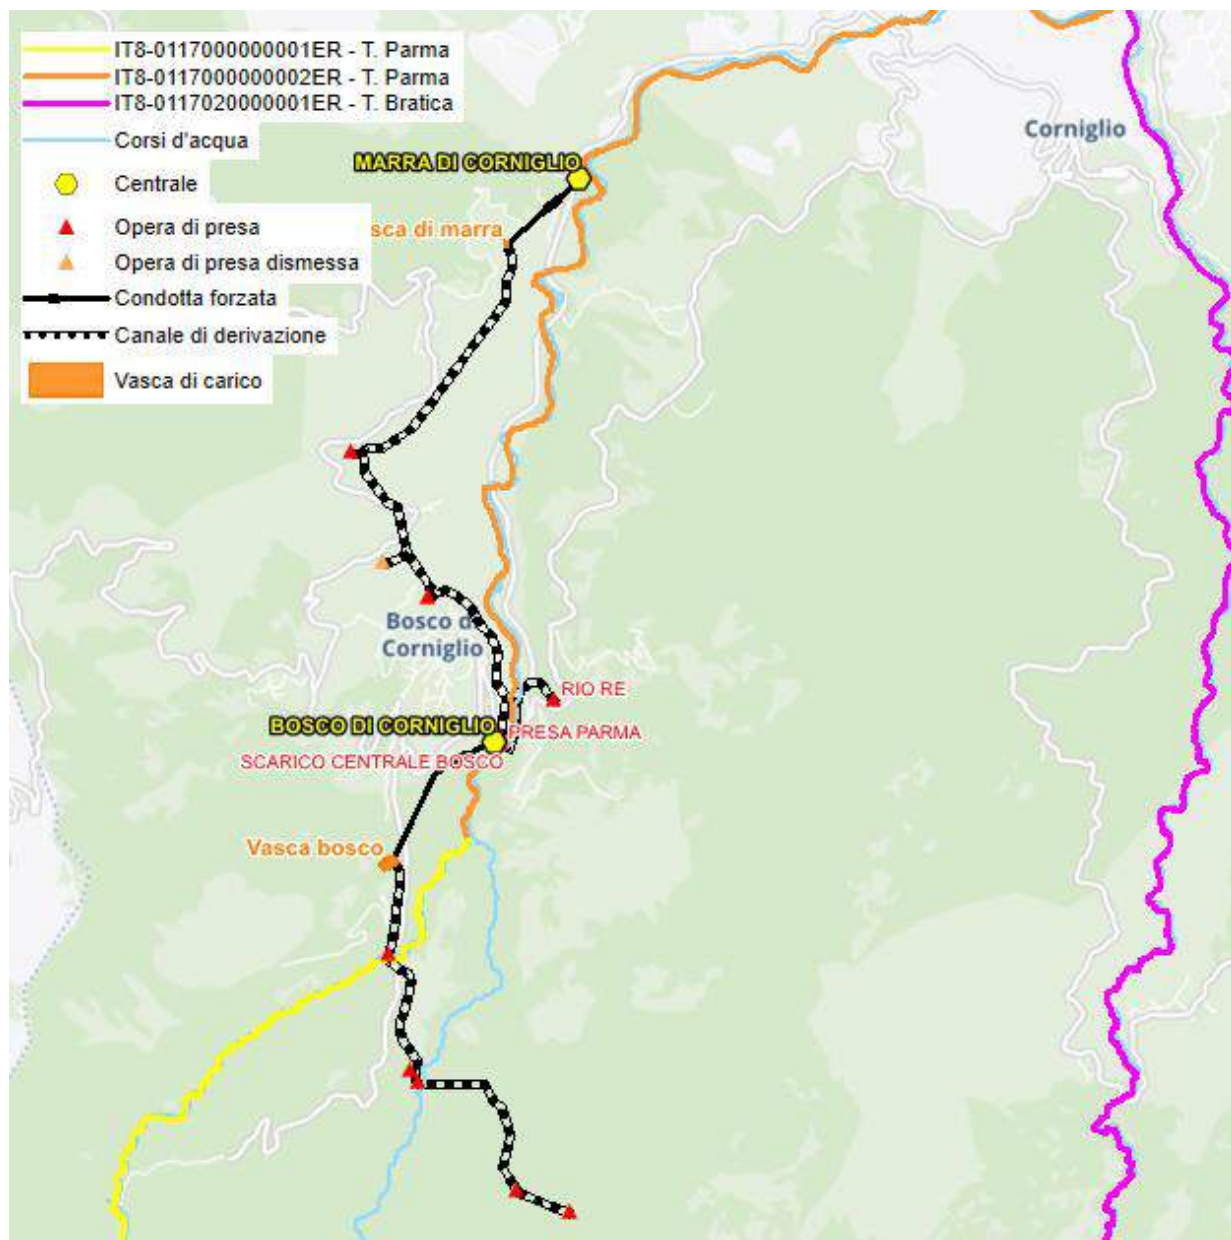 IT8-0117000000001ER - T. Parma
IT8-0117000000002ER - T. Parma
IT8-0117020000001ER - T. Bratica
Corsi d'acqua
Centrale
Opera di presa
Opera di presa dismessa
Condotta forzata
Canale di derivazione
Vasca di carico
Corniglio
MARRA DI CORNIGLIO
sca di marra
Bosco di
Corniglio
RIO RE
BOSCO DI CORNIGLIO
PRESA PARMA
SCARICO CENTRALE BOSCO
Vasca bosco